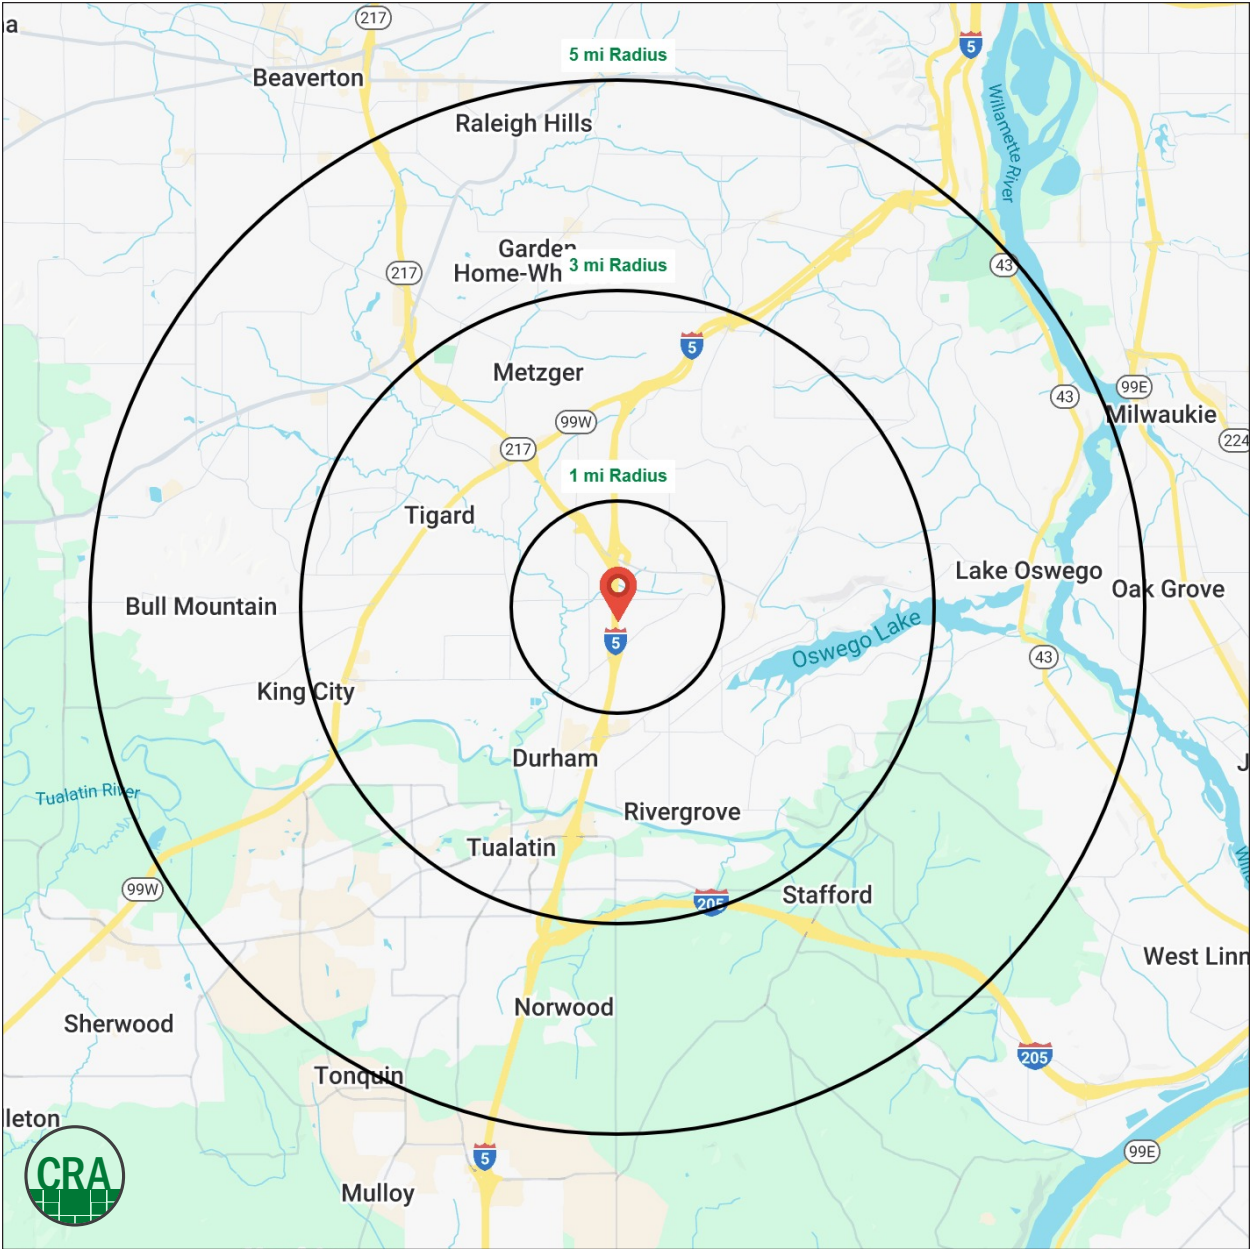 a
217
5
5 mi Radius
Beaverton
Raleigh Hills
Willamette River
Garden
Home-Wh
3 mi Radius
217
43
5
Metzger
99E
43
Milwaukie
99W
224
217
1 mi Radius
Tigard
Lake Oswego
Oak Grove
Bull Mountain
5
Oswego Lake
43
King City
Durham
J
Tualatin River
Rivergrove
Tualatin
Willa
99W
Stafford
205
West Linn
Norwood
Sherwood
205
Tonquin
leton
99E
5
CRA
Mulloy